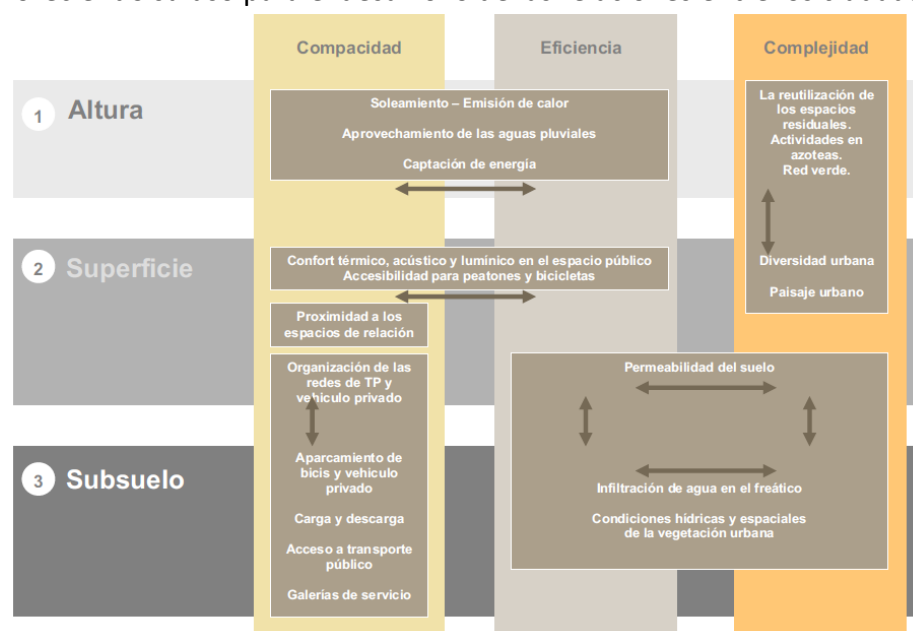 Compacidad
Eficiencia
Complejidad
1
Altura
Soleamiento – Emisión de calor
Aprovechamiento de las aguas pluviales
Captación de energía
La reutilización de
los espacios
residuales.
Actividades en
azoteas.
Red verde.
2
Superficie
Confort térmico, acústico y lumínico en el espacio público
Accesibilidad para peatones y bicicletas
Diversidad urbana
Paisaje urbano
Proximidad a los
espacios de relación
Organización de las
redes de TP y
vehiculo privado
Permeabilidad del suelo
3
Subsuelo
Aparcamiento de
bicis y vehiculo
privado
Carga y descarga
Acceso a transporte
público
Galerias de servicio
Infiltración de agua en el freático
Condiciones hídricas y espaciales
de la vegetación urbana